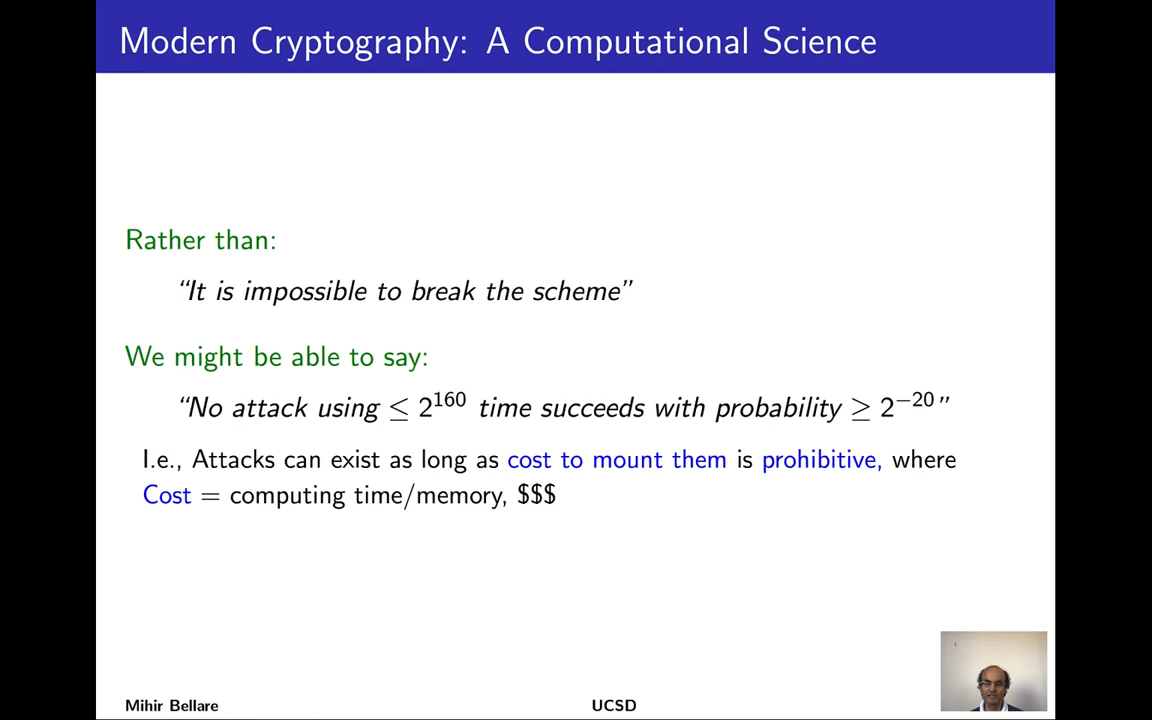 Modern Cryptography: A Computational Science
Rather than:
“It is impossible to break the scheme”
We might be able to say:
“No attack using ≤ 2^160 time succeeds with probability ≥ 2^−20”
I.e., Attacks can exist as long as cost to mount them is prohibitive, where
Cost = computing time/memory, $$$
Mihir Bellare
UCSD